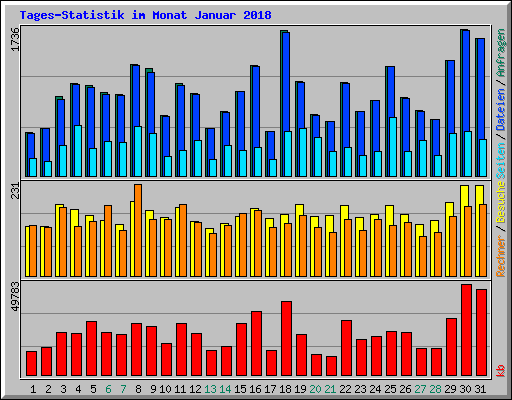 Tages-Statistik im Monat Januar 2018
1736
231
49783
Rechner / Besuche Seiten / Dateien / Anfragen
kb
1 2 3 4 5 6 7 8 9 10 11 12 13 14 15 16 17 18 19 20 21 22 23 24 25 26 27 28 29 30 31